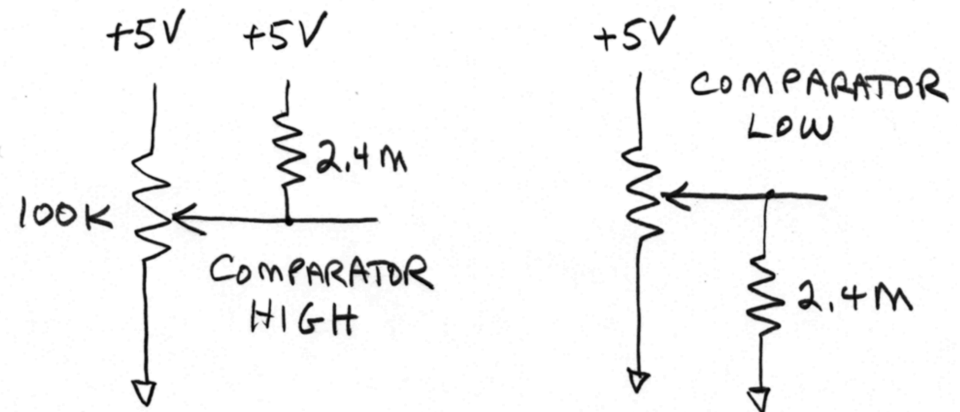 +5V
+5V
2.4M
100K
COMPARATOR
HIGH
+5V
COMPARATOR
LOW
2.4M